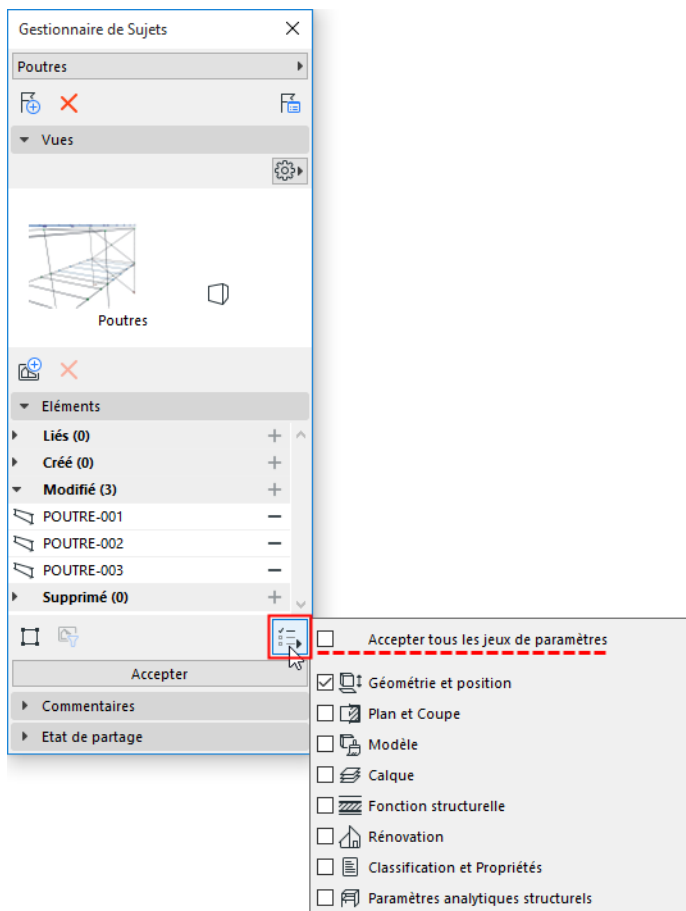 Gestionnaire de Sujets
Poutres
Vues
Poutres
Eléments
Liés (0)
Créé (0)
Modifié (3)
POUTRE-001
POUTRE-002
POUTRE-003
Supprimé (0)
Accepter
Commentaires
Etat de partage
Accepter tous les jeux de paramètres
Géométrie et position
Plan et Coupe
Modèle
Calque
Fonction structurelle
Rénovation
Classification et Propriétés
Paramètres analytiques structurels